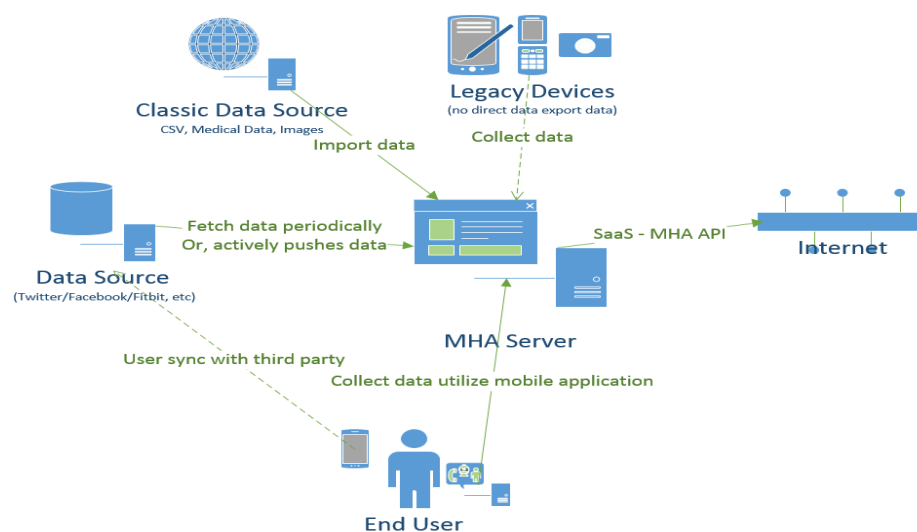 Classic Data Source
CSV, Medical Data, Images
Legacy Devices
(no direct data export data)
Import data
Collect data
Fetch data periodically
Or, actively pushes data
SaaS - MHA API
Internet
Data Source
(Twitter/Facebook/Fitbit, etc)
MHA Server
User sync with third party
Collect data utilize mobile application
End User